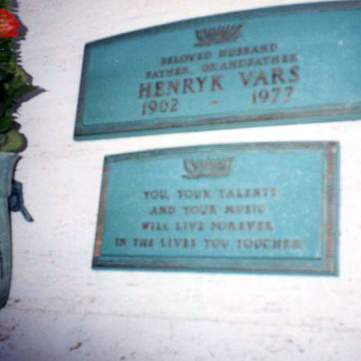 BELOVED HUSBAND
FATHER, GRANDFATHER
HENRYK VARS
1902 - 1977
YOU, YOUR TALENTS
AND YOUR MUSIC
WILL LIVE FOREVER
IN THE LIVES YOU TOUCHED